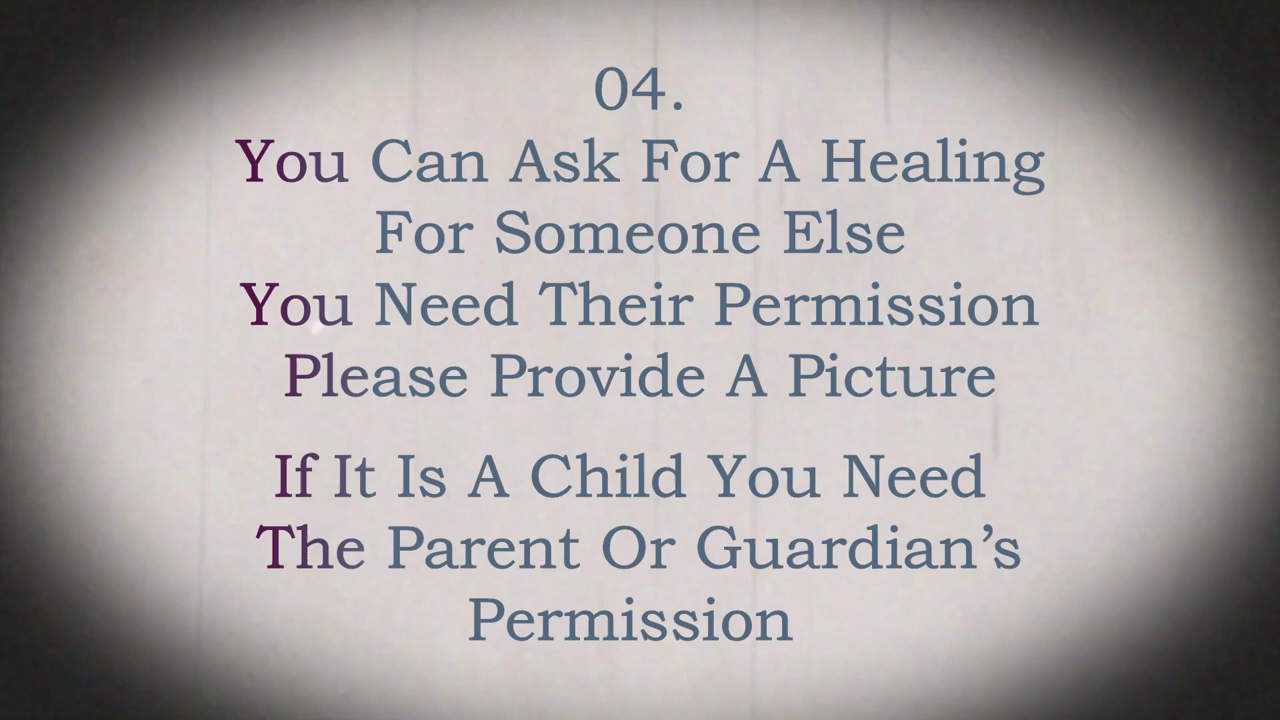 04.
You Can Ask For A Healing
For Someone Else
You Need Their Permission
Please Provide A Picture
If It Is A Child You Need
The Parent Or Guardian’s
Permission